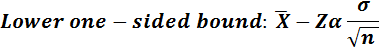 Lower one − sided bound: X̅ − Zα σ/√n